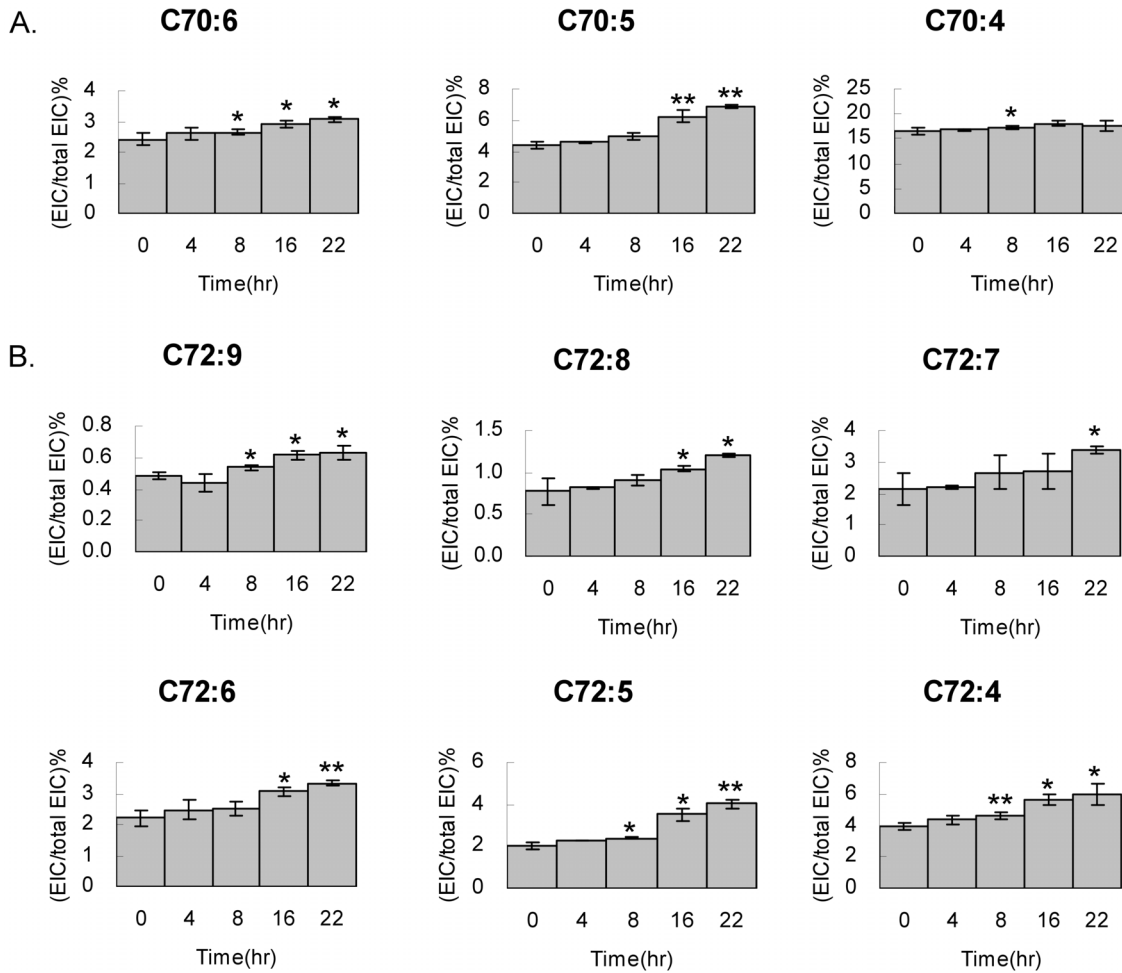 A.
C70:6
C70:5
C70:4
(EIC/total EIC)%
4
3
2
1
0
*
*
*
0 4 8 16 22
Time(hr)
(EIC/total EIC)%
8
6
4
2
0
**
**
0 4 8 16 22
Time(hr)
(EIC/total EIC)%
25
20
15
10
5
0
*
0 4 8 16 22
Time(hr)
B.
C72:9
C72:8
C72:7
(EIC/total EIC)%
0.8
0.6
0.4
0.2
0.0
*
*
*
0 4 8 16 22
Time(hr)
(EIC/total EIC)%
1.5
1.0
0.5
0.0
*
*
0 4 8 16 22
Time(hr)
(EIC/total EIC)%
4
3
2
1
0
*
0 4 8 16 22
Time(hr)
C72:6
C72:5
C72:4
(EIC/total EIC)%
4
3
2
1
0
*
**
0 4 8 16 22
Time(hr)
(EIC/total EIC)%
6
4
2
0
*
*
**
0 4 8 16 22
Time(hr)
(EIC/total EIC)%
8
6
4
2
0
**
*
*
0 4 8 16 22
Time(hr)